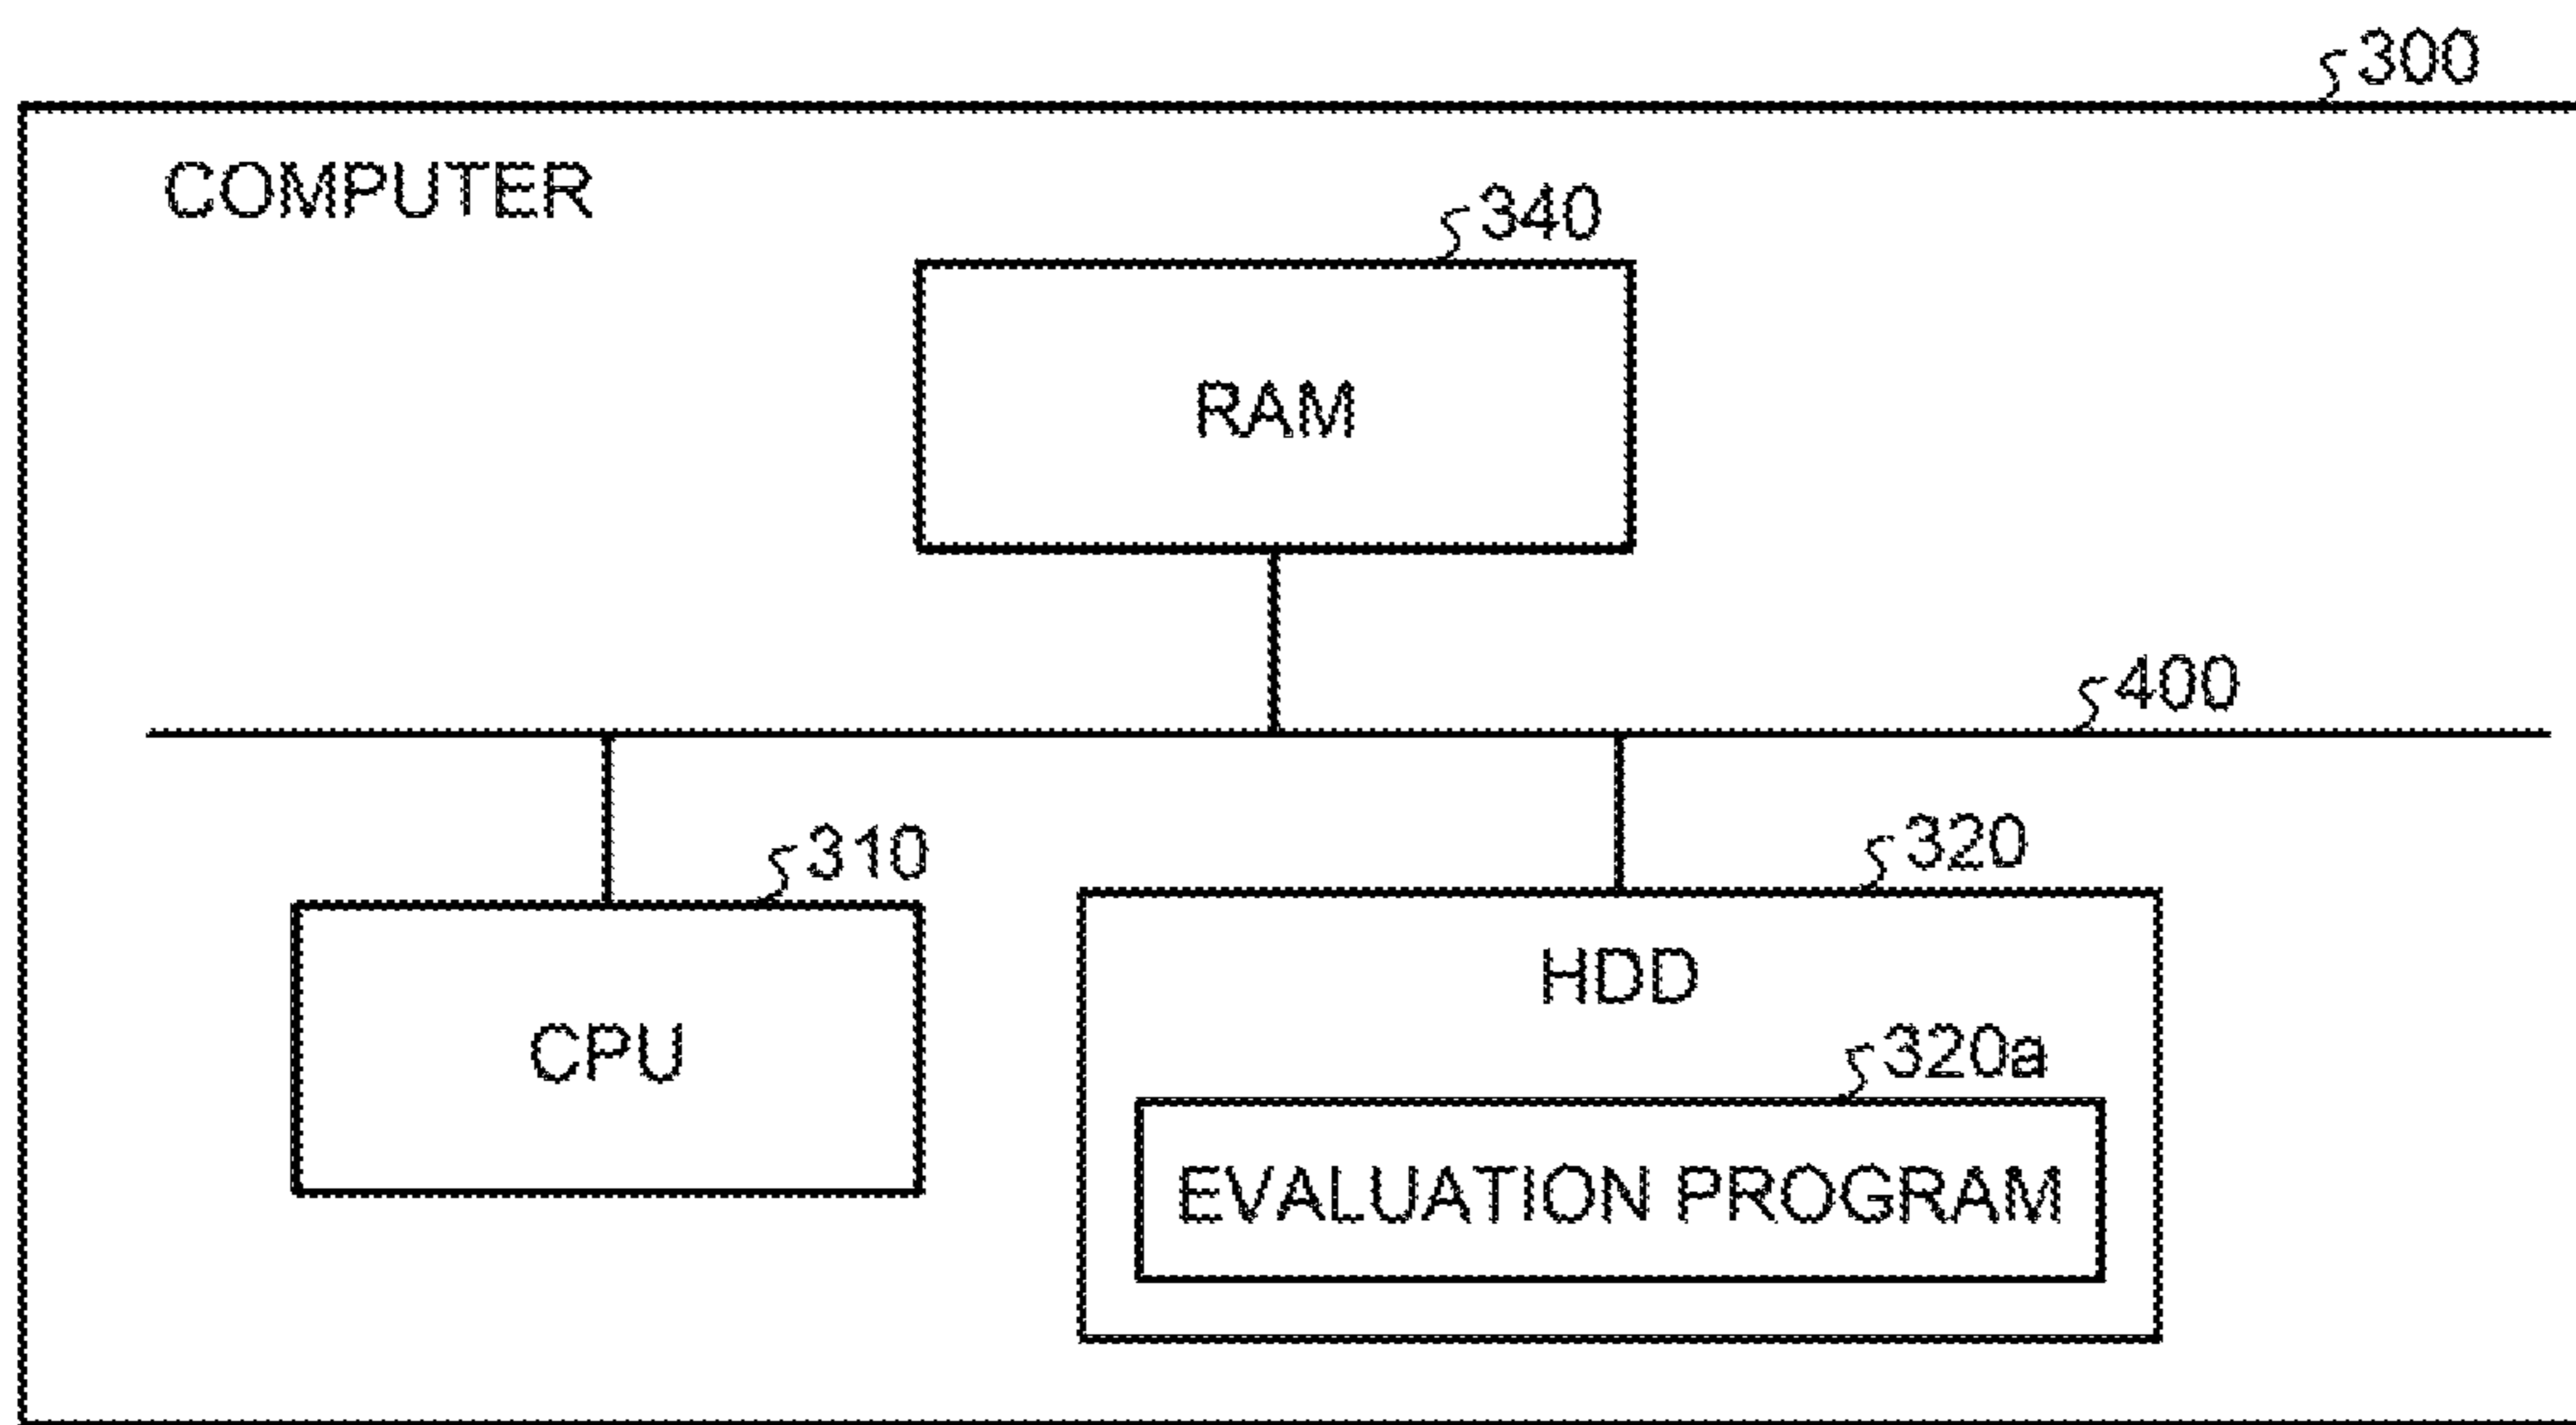 300
COMPUTER
340
RAM
400
310
CPU
320
HDD
320a
EVALUATION PROGRAM